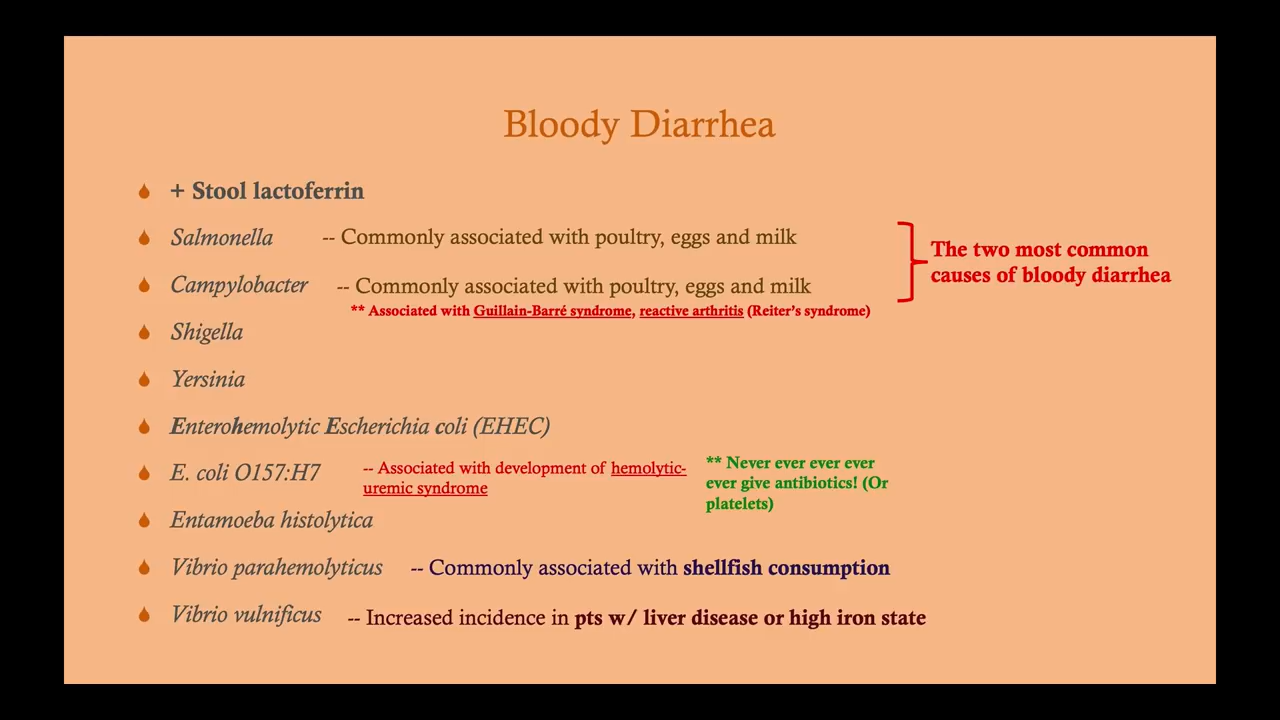 Bloody Diarrhea
+ Stool lactoferrin
Salmonella -- Commonly associated with poultry, eggs and milk
The two most common
causes of bloody diarrhea
Campylobacter -- Commonly associated with poultry, eggs and milk
** Associated with Guillain-Barré syndrome, reactive arthritis (Reiter's syndrome)
Shigella
Yersinia
Enterohemolytic Escherichia coli (EHEC)
E. coli O157:H7
-- Associated with development of hemolytic-
uremic syndrome
** Never ever ever ever
ever give antibiotics! (Or
platelets)
Entamoeba histolytica
Vibrio parahemolyticus -- Commonly associated with shellfish consumption
Vibrio vulnificus -- Increased incidence in pts w/ liver disease or high iron state